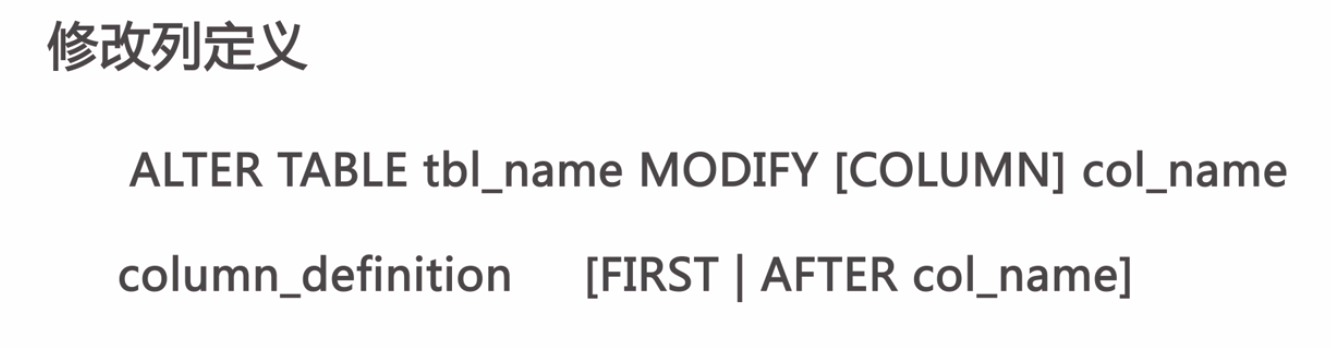 修改列定义
ALTER TABLE tbl_name MODIFY [COLUMN] col_name
column_definition [FIRST | AFTER col_name]